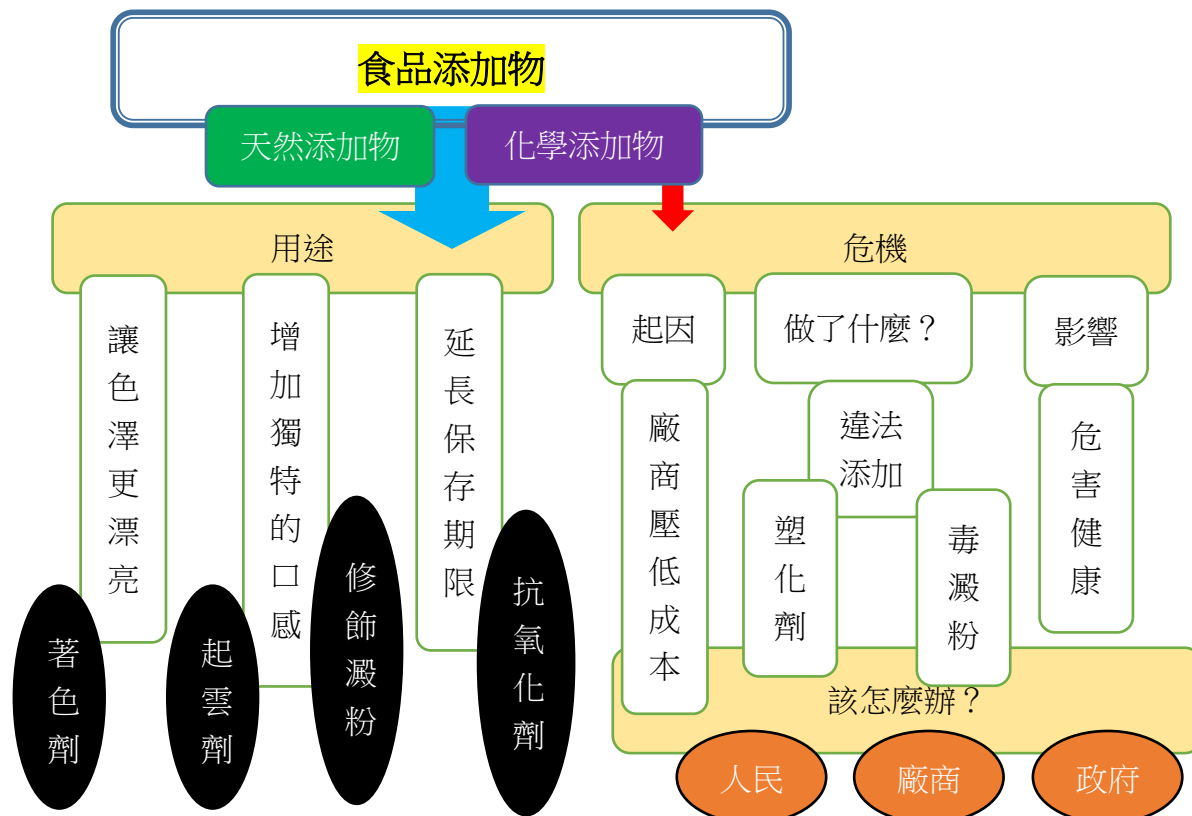 食品添加物
天然添加物
化學添加物
用途
讓色澤更漂亮
增加獨特的口感
延長保存期限
著色劑
起雲劑
修飾澱粉
抗氧化劑
危機
起因
做了什麼？
影響
廠商壓低成本
違法
添加
塑化劑
毒澱粉
危害健康
該怎麼辦？
人民
廠商
政府